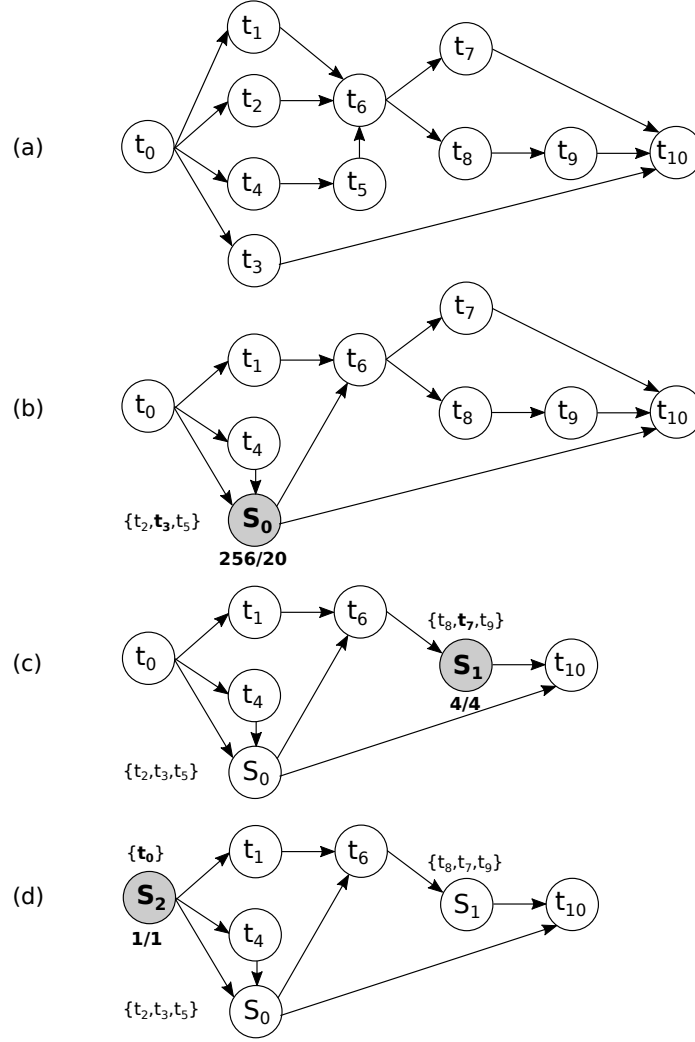 (a)
t0
t1
t2
t4
t3
t6
t5
t7
t8
t9
t10
(b)
t0
t1
t4
{t2,t3,t5}
S0
256/20
t6
t7
t8
t9
t10
(c)
t0
t1
t4
{t2,t3,t5}
S0
t6
{t8,t7,t9}
S1
4/4
t10
(d)
{t0}
S2
1/1
t1
t4
{t2,t3,t5}
S0
t6
{t8,t7,t9}
S1
t10